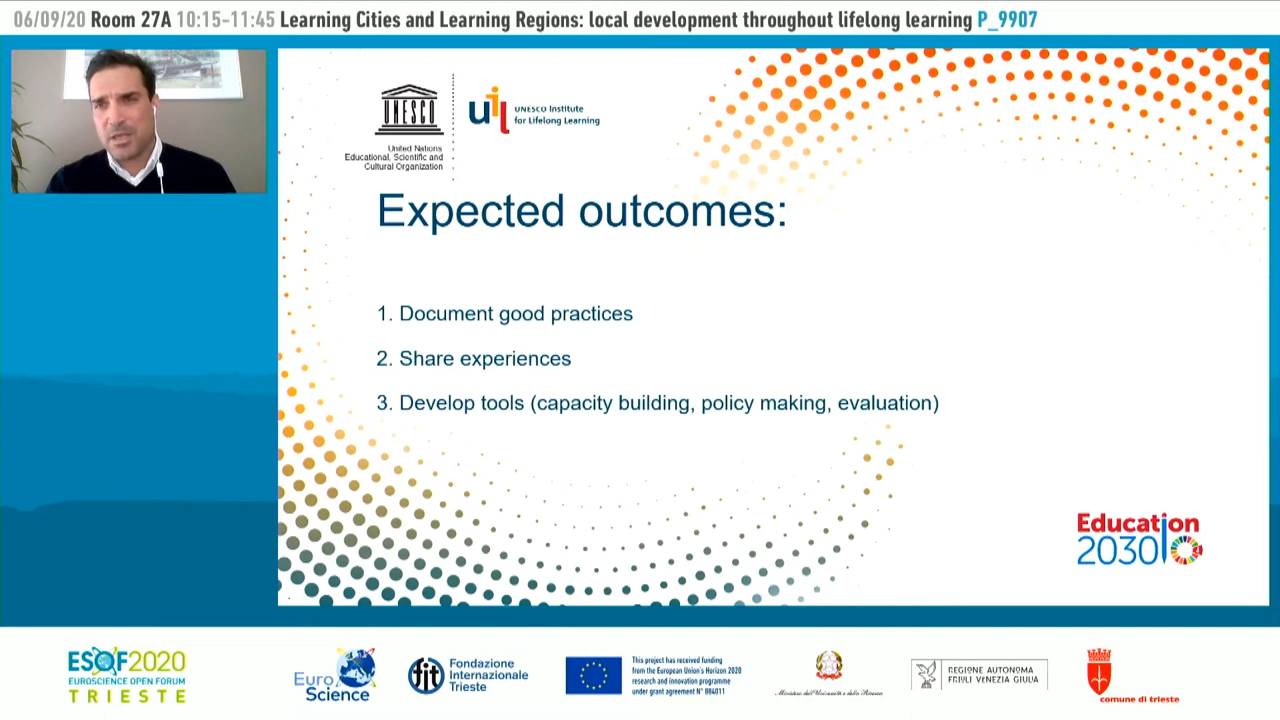 06/09/20 Room 27A 10:15-11:45 Learning Cities and Learning Regions: local development throughout lifelong learning P_9907
UNESCO
United Nations
Educational, Scientific and
Cultural Organization
uil
UNESCO Institute
for Lifelong Learning
Expected outcomes:
1. Document good practices
2. Share experiences
3. Develop tools (capacity building, policy making, evaluation)
Education
2030
ESOF2020
EUROSCIENCE OPEN FORUM
TRIESTE
Euro
Science
fit
Fondazione
Internazionale
Trieste
This project has received funding
from the European Union's Horizon 2020
research and innovation programme
under grant agreement N° 884011
Ministero dell'Università e della Ricerca
REGIONE AUTONOMA
FRIULI VENEZIA GIULIA
comune di trieste